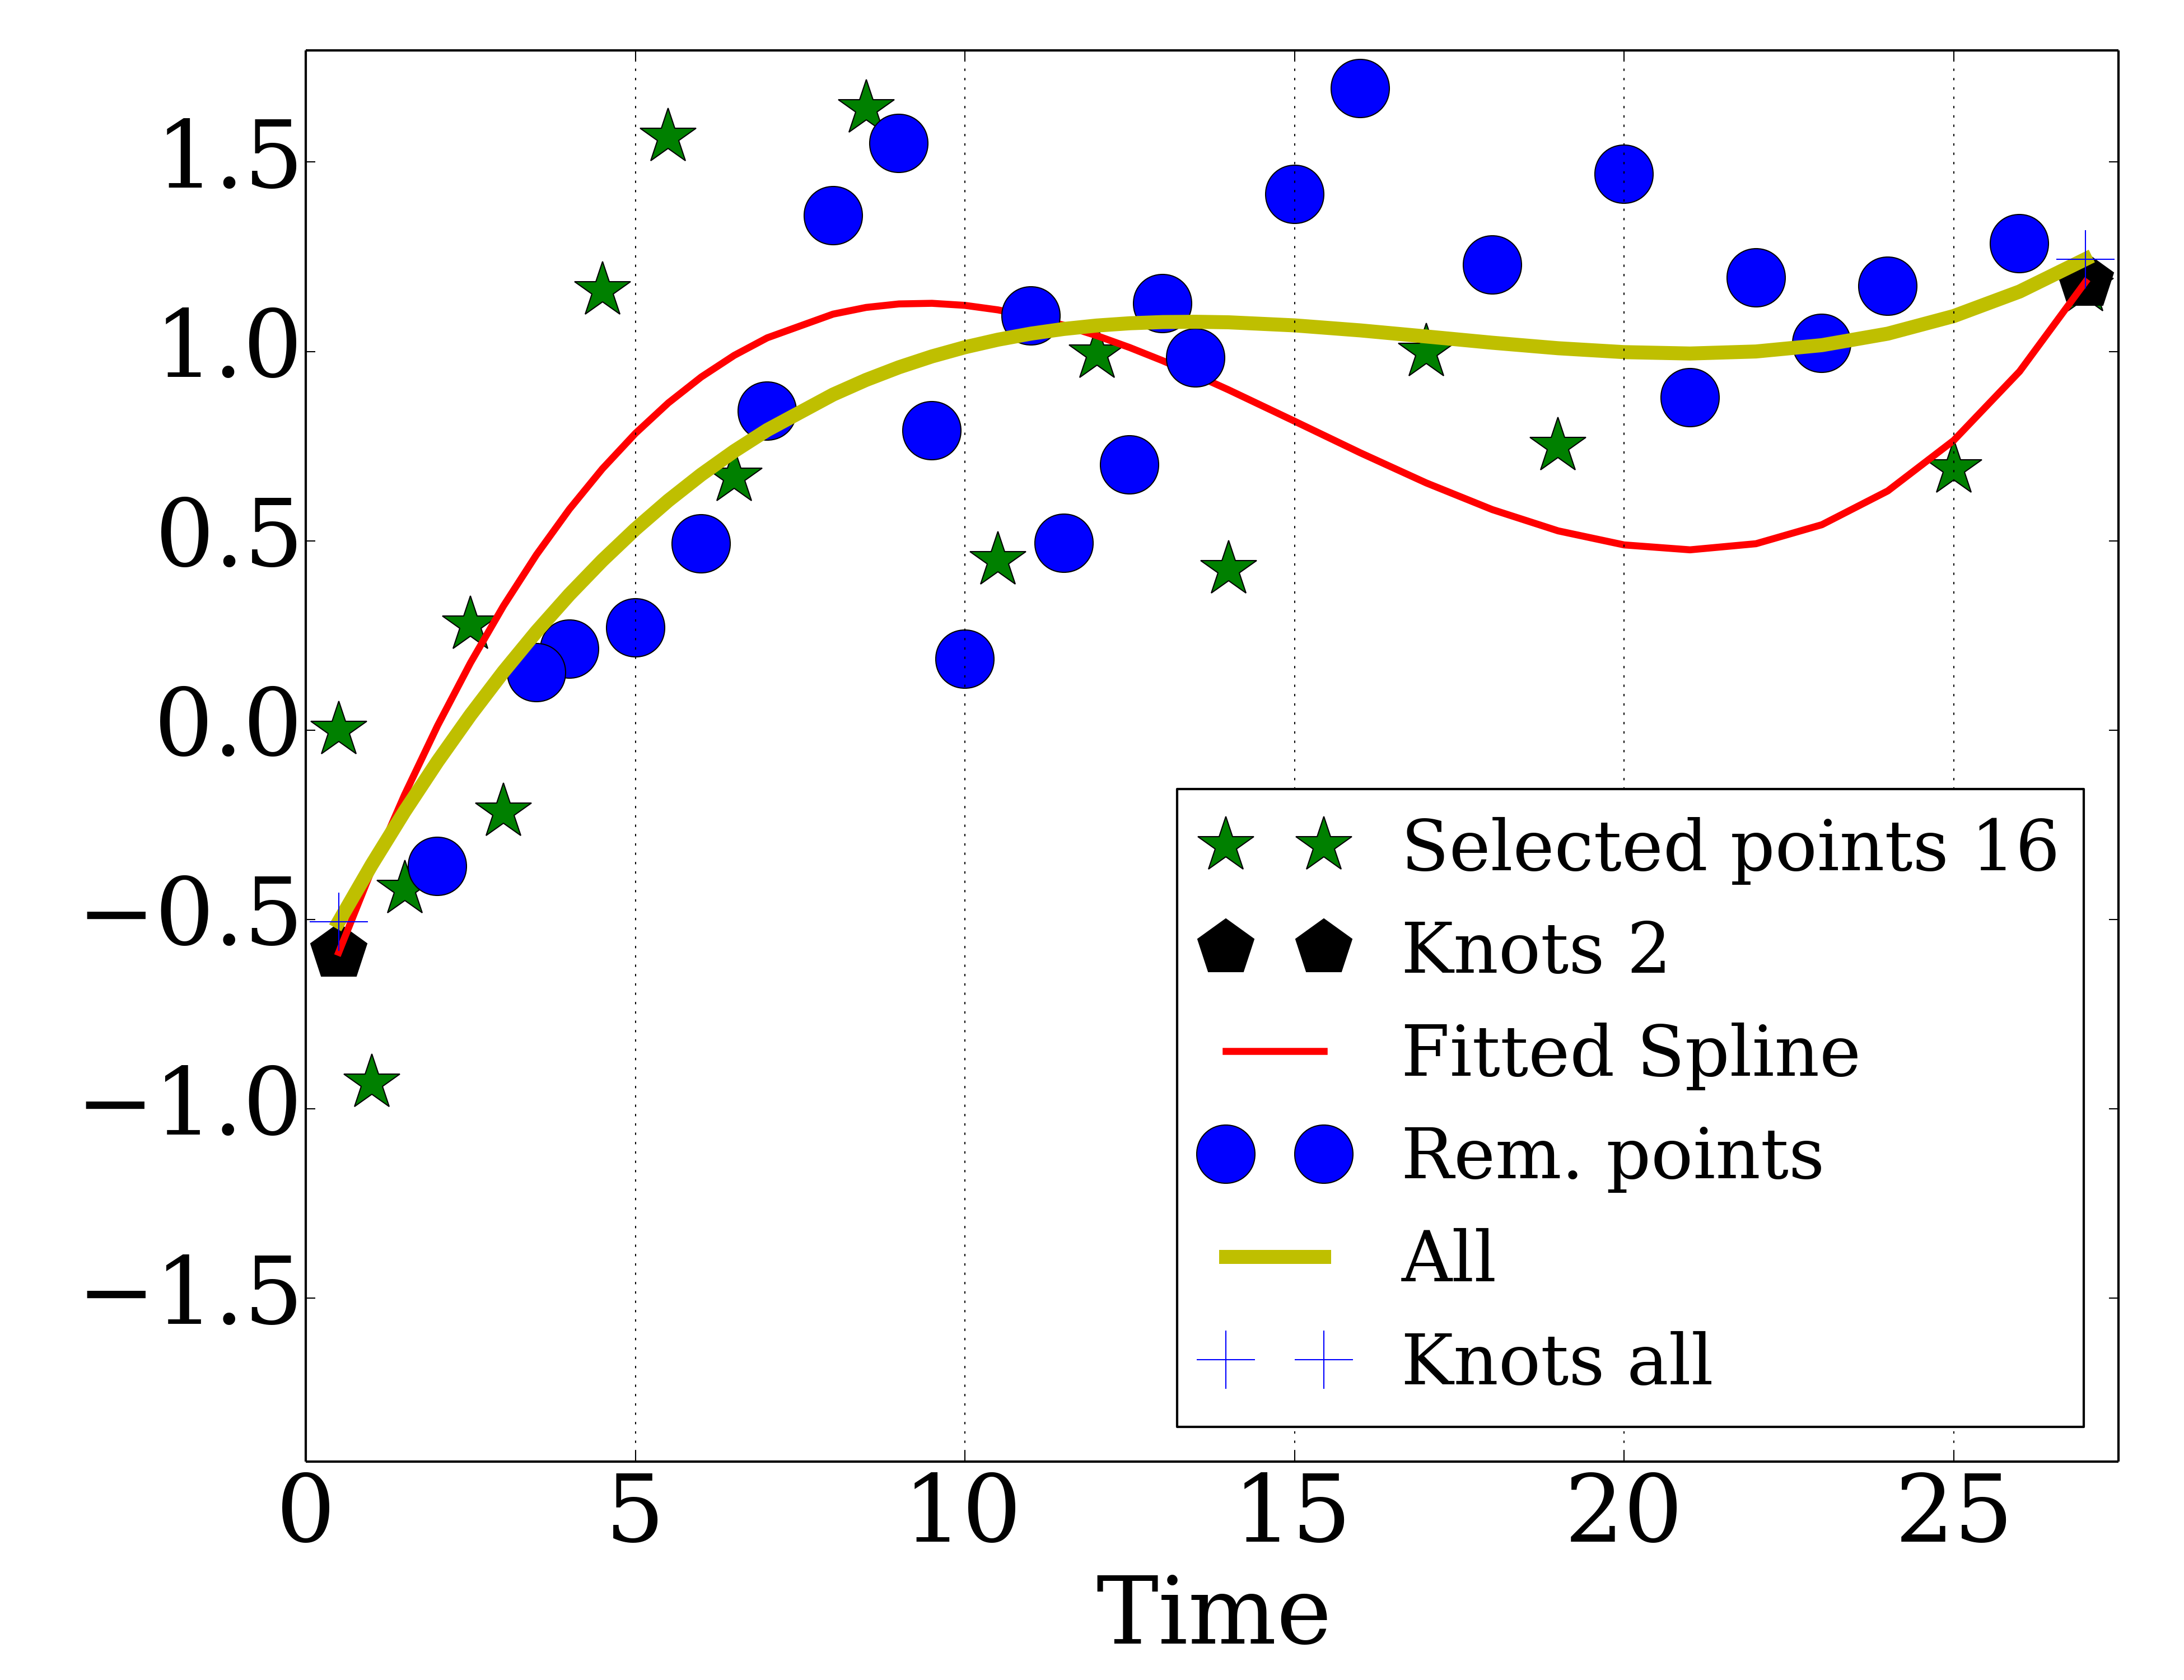 1.5
1.0
0.5
0.0
−0.5
−1.0
−1.5
Selected points 16
Knots 2
Fitted Spline
Rem. points
All
Knots all
0 5 10 15 20 25
Time